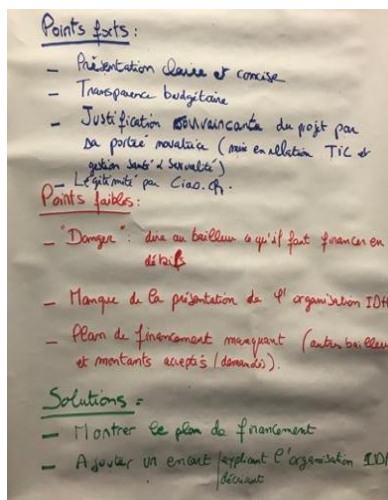 Points forts :
- Présentation claire et concise
- Transparence budgétaire
- Justification convaincante du projet par
sa portée novatrice (mise en relation TIC et
gestion santé & sexualité)
- Légitimité par Ciao.ch.
Points faibles :
- "Danger" : dire au bailleur ce qu'il faut financer en
détails
- Manque de la présentation de l'organisation IDH
- Plan de financement manquant (autres bailleu
et montants acceptés / demandés).
Solutions =
- Montrer le plan de financement
- Ajouter un encart expliquant l'organisation IDH
décrivant